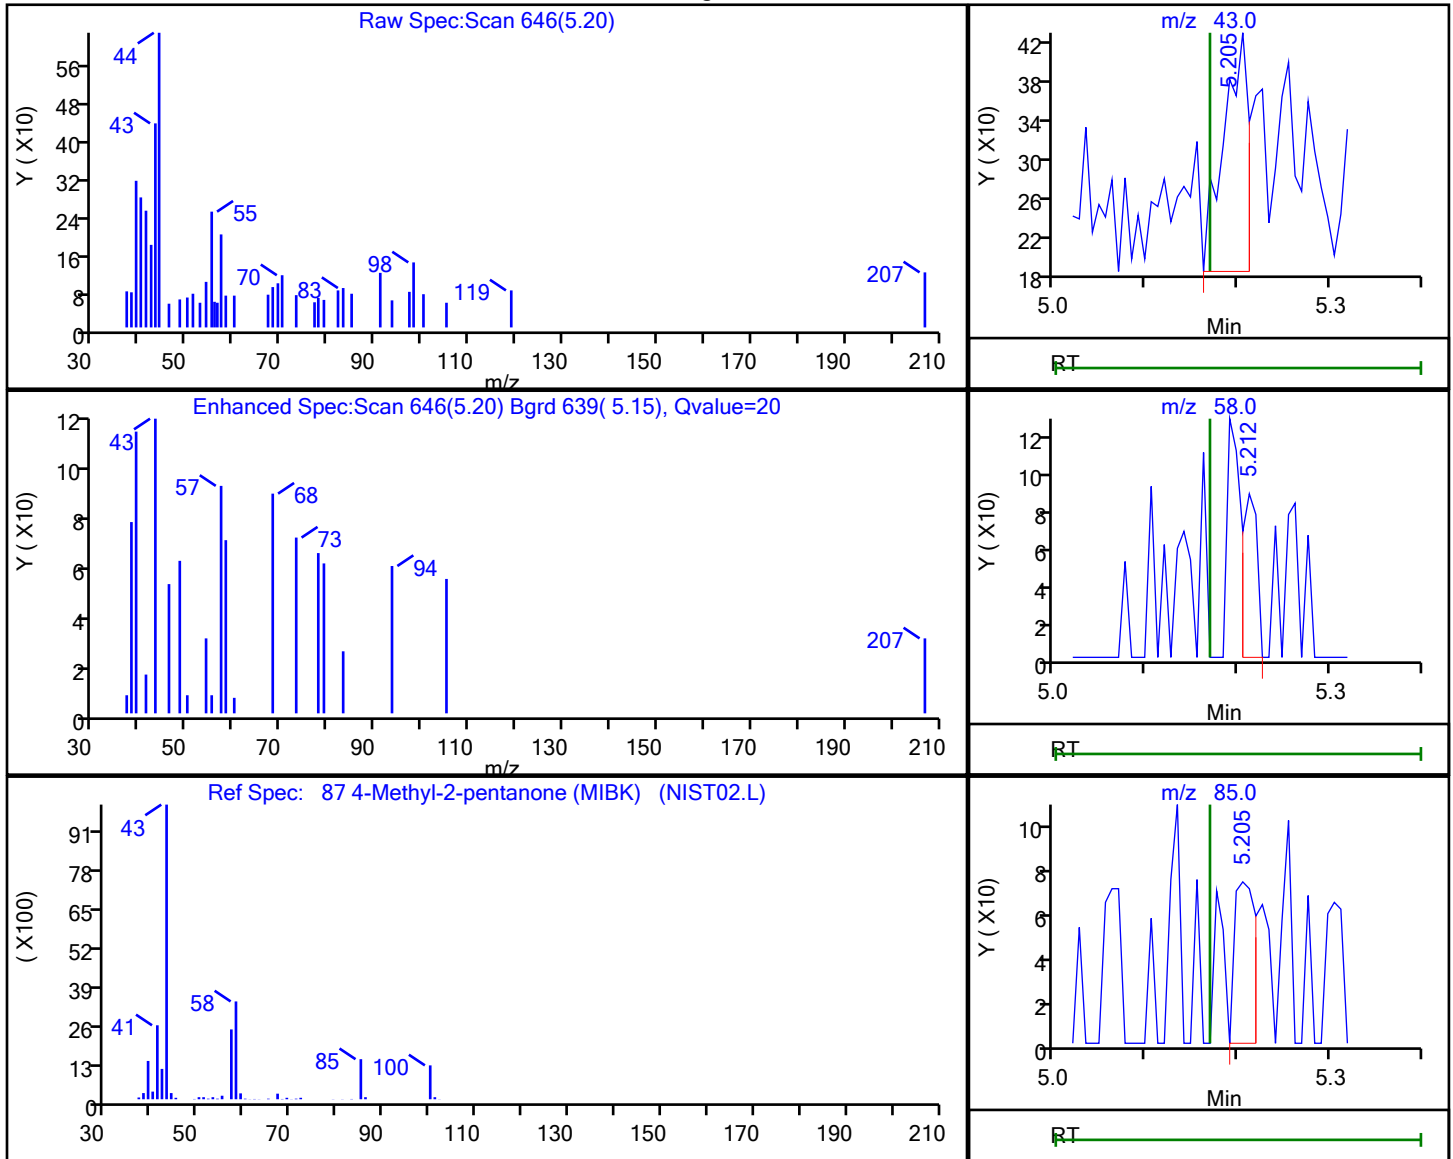 Raw Spec:Scan 646(5.20)
Y ( X10)
56
48
40
32
24
16
8
0
44
43
55
70
83
98
119
207
30 50 70 90 110 130 150 170 190 210
m/z
m/z 43.0
Y ( X10)
42
38
34
30
26
22
18
5.205
5.0 5.3
Min
RT
Enhanced Spec:Scan 646(5.20) Bgrd 639( 5.15), Qvalue=20
Y ( X10)
12
10
8
6
4
2
0
43
57
68
73
94
207
30 50 70 90 110 130 150 170 190 210
m/z
m/z 58.0
Y ( X10)
12
10
8
6
4
2
0
5.212
5.0 5.3
Min
RT
Ref Spec: 87 4-Methyl-2-pentanone (MIBK) (NIST02.L)
( X100)
91
78
65
52
39
26
13
0
43
41
58
85
100
30 50 70 90 110 130 150 170 190 210
m/z 85.0
Y ( X10)
10
8
6
4
2
0
5.205
5.0 5.3
Min
RT